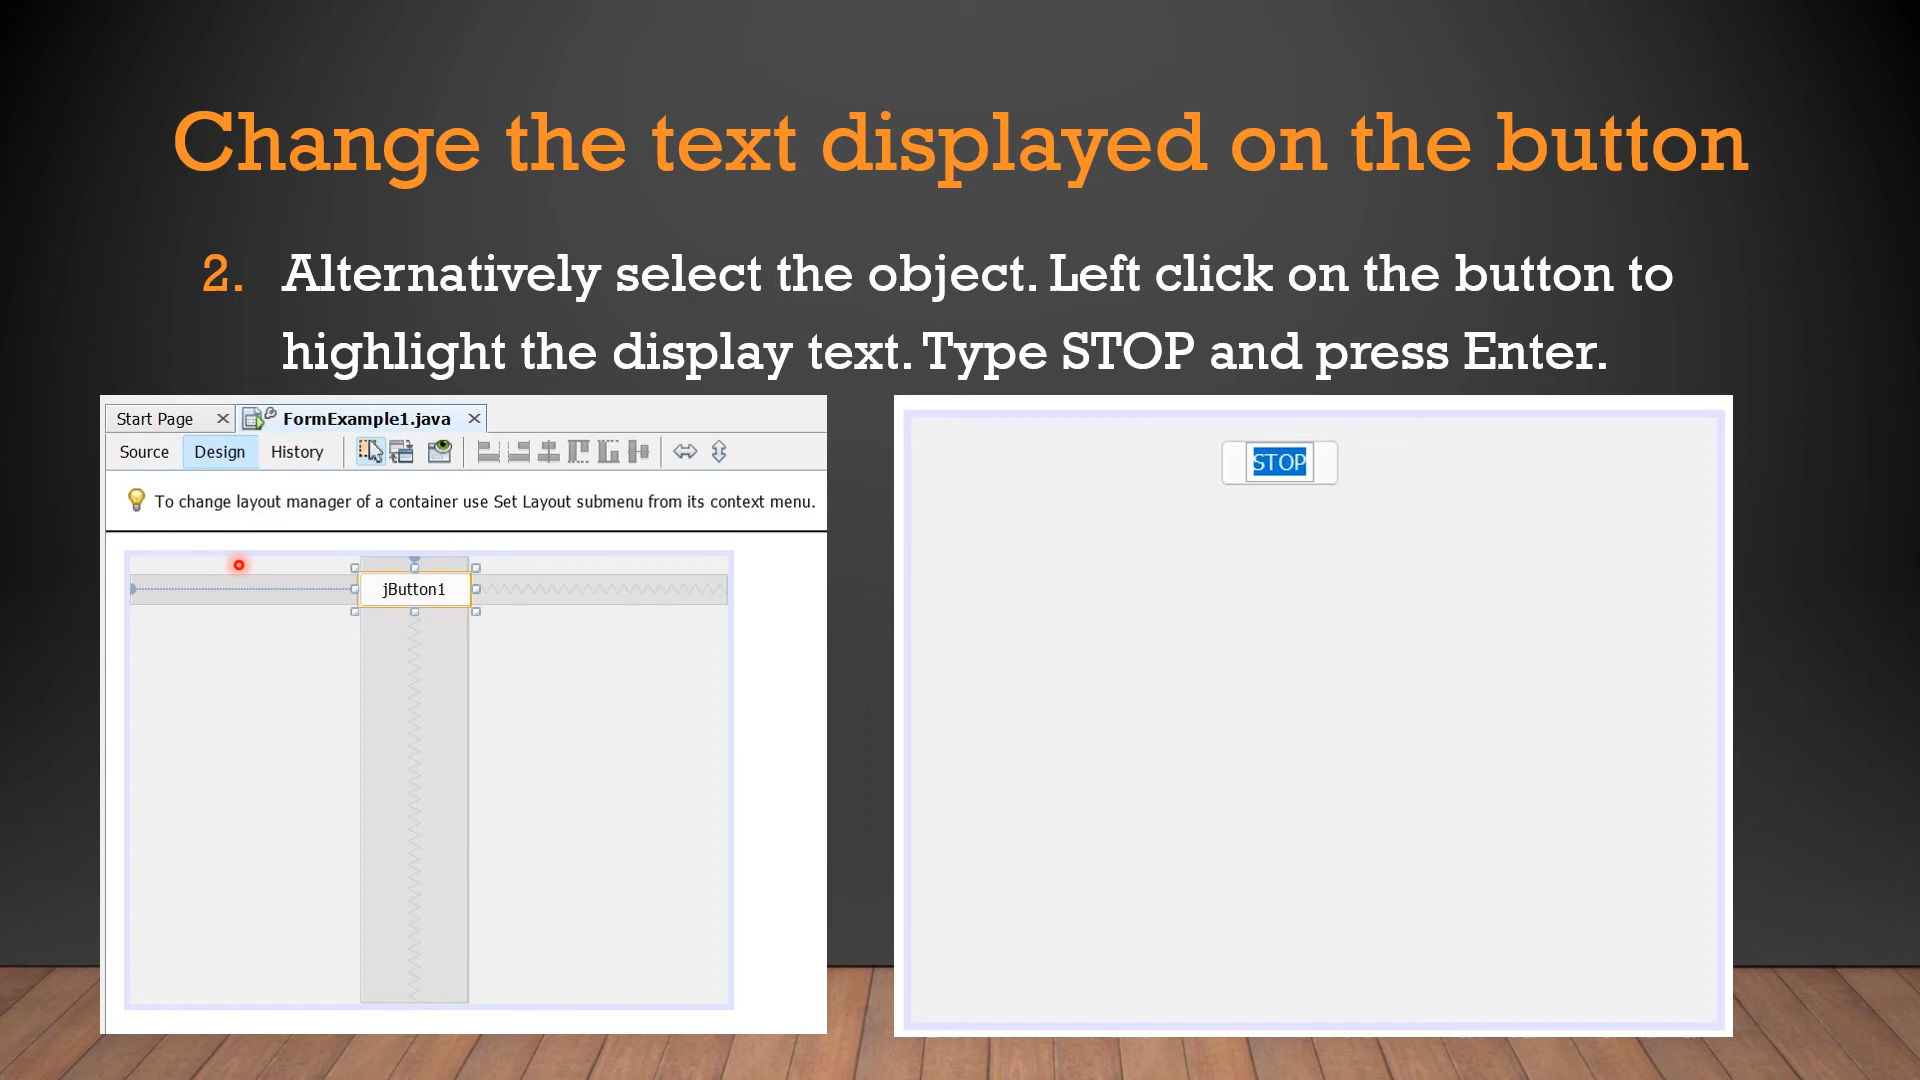 Change the text displayed on the button
2. Alternatively select the object. Left click on the button to
highlight the display text. Type STOP and press Enter.
Start Page FormExample1.java
Source Design History
To change layout manager of a container use Set Layout submenu from its context menu.
jButton1
STOP